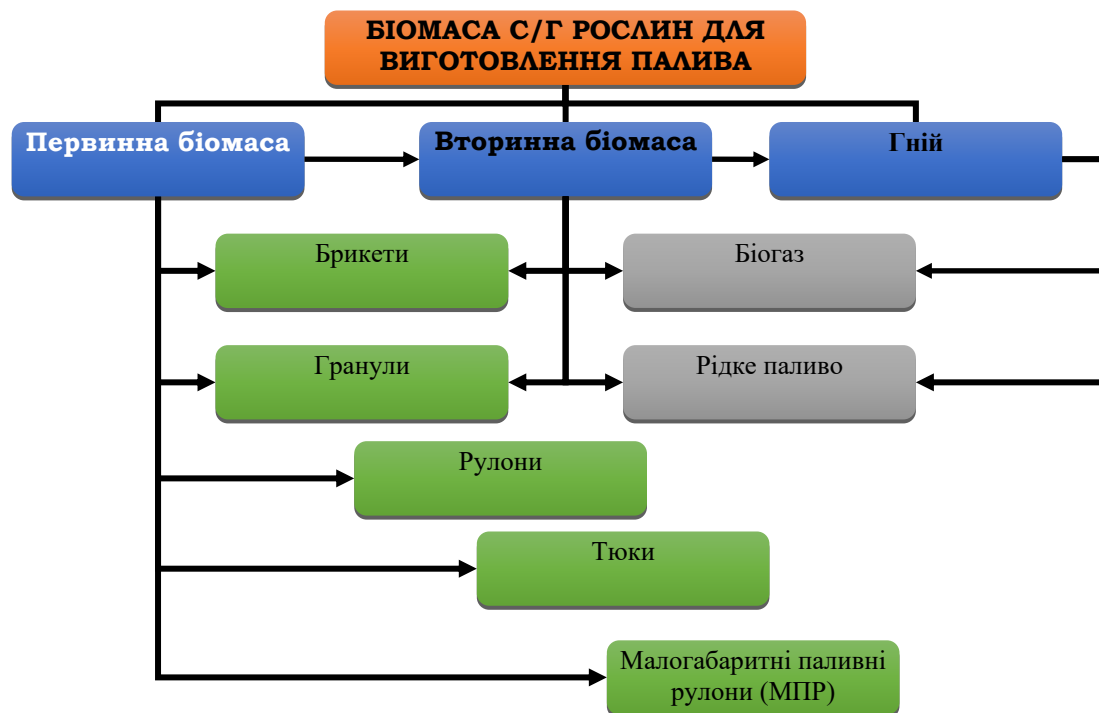 БІОМАСА С/Г РОСЛИН ДЛЯ
ВИГОТОВЛЕННЯ ПАЛИВА
Первинна біомаса
Вторинна біомаса
Гній
Брикети
Біогаз
Гранули
Рідке паливо
Рулони
Тюки
Малогабаритні паливні
рулони (МПР)